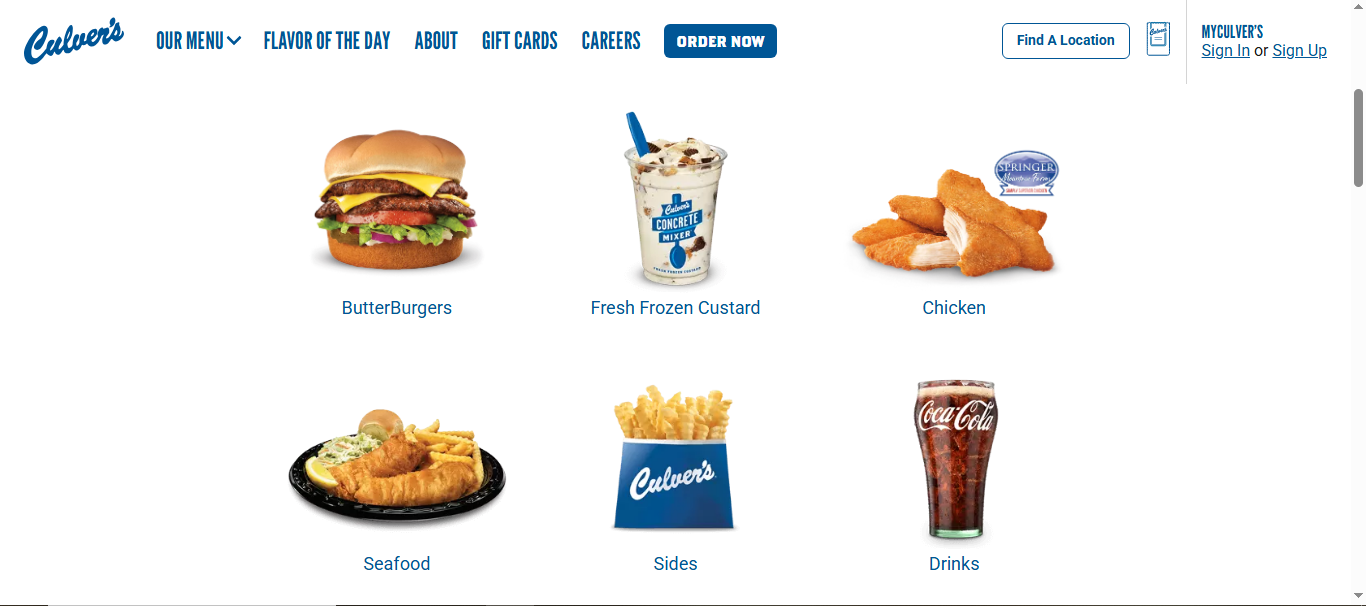 Culver's
OUR MENU
FLAVOR OF THE DAY
ABOUT
GIFT CARDS
CAREERS
ORDER NOW
Find A Location
Culver's
MYCULVER'S
Sign In or Sign Up
Culver's
CONCRETE
MIXER
FRESH FROZEN CUSTARD
SPRINGER
Mountain Farms
ButterBurgers
Fresh Frozen Custard
Chicken
Culver's
Coca-Cola
Seafood
Sides
Drinks